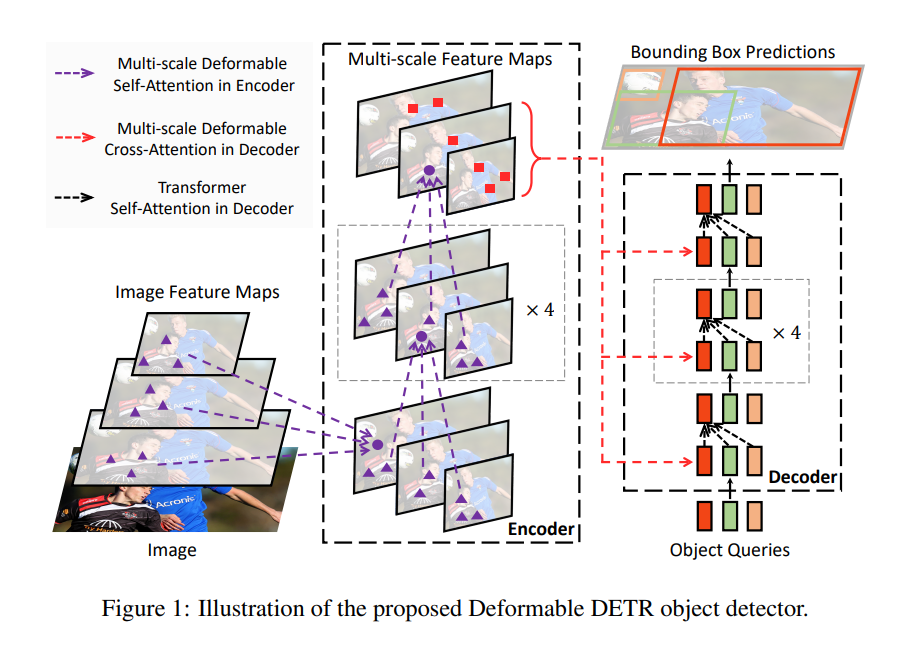 Multi-scale Deformable
Self-Attention in Encoder
Multi-scale Deformable
Cross-Attention in Decoder
Transformer
Self-Attention in Decoder
Image Feature Maps
Image
Acronis
Multi-scale Feature Maps
× 4
Encoder
Bounding Box Predictions
Acronis
× 4
Decoder
Object Queries
Figure 1: Illustration of the proposed Deformable DETR object detector.